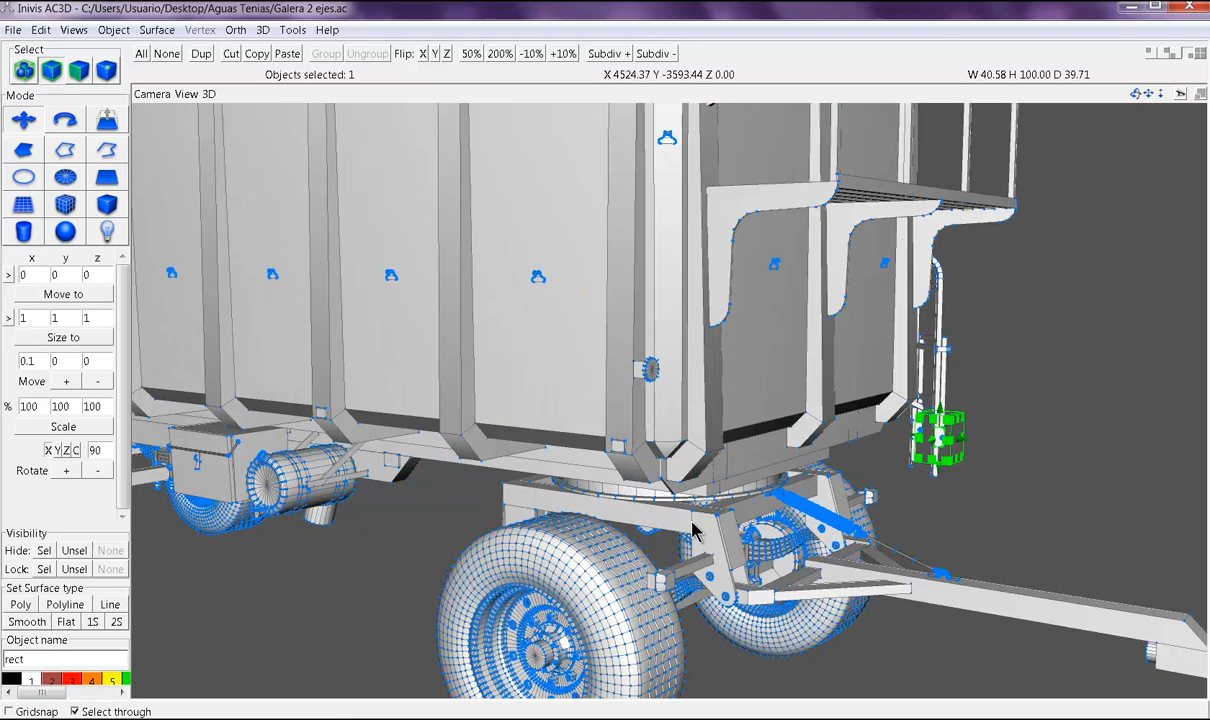 Inivis AC3D - C:/Users/Usuario/Desktop/Aguas Tenias/Galera 2 ejes.ac
File Edit Views Object Surface Vertex Orth 3D Tools Help
Select
All None Dup Cut Copy Paste Group Ungroup Flip: X Y Z 50% 200% -10% +10% Subdiv + Subdiv -
Objects selected: 1 X 4524.37 Y -3593.44 Z 0.00 W 40.58 H 100.00 D 39.71
Mode
Camera View 3D
x y z
> 0 0 0
Move to
> 1 1 1
Size to
0.1 0 0
Move + -
% 100 100 100
Scale
X Y Z C 90
Rotate + -
Visibility
Hide: Sel Unsel None
Lock: Sel Unsel None
Set Surface type
Poly Polyline Line
Smooth Flat 1S 2S
Object name
rect
1 2 3 4 5
Gridsnap Select through